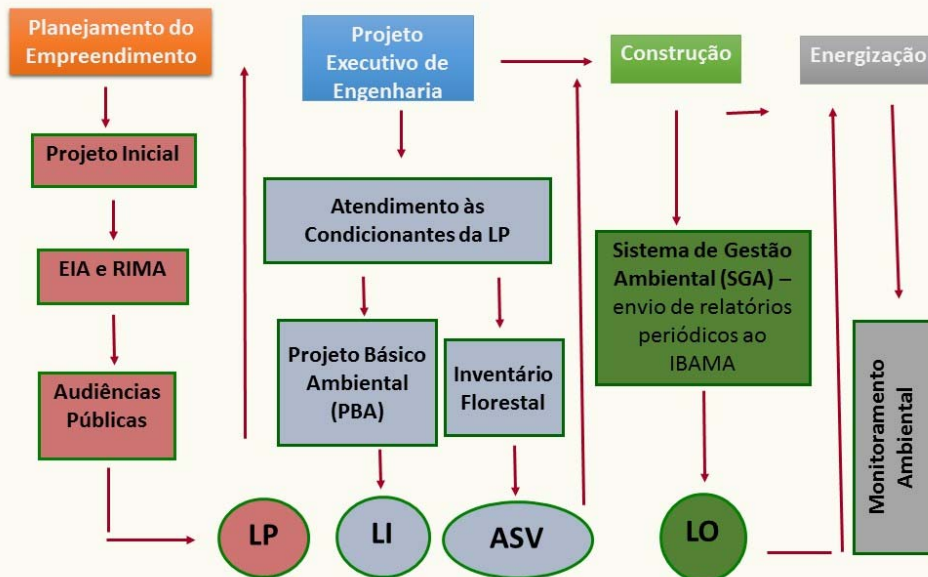 Planejamento do
Empreendimento
Projeto Inicial
EIA e RIMA
Audiências
Públicas
LP
Projeto
Executivo de
Engenharia
Atendimento às
Condicionantes da LP
Projeto Básico
Ambiental
(PBA)
Inventário
Florestal
LI
ASV
Construção
Sistema de Gestão
Ambiental (SGA) –
envio de relatórios
periódicos ao
IBAMA
LO
Energização
Monitoramento
Ambiental